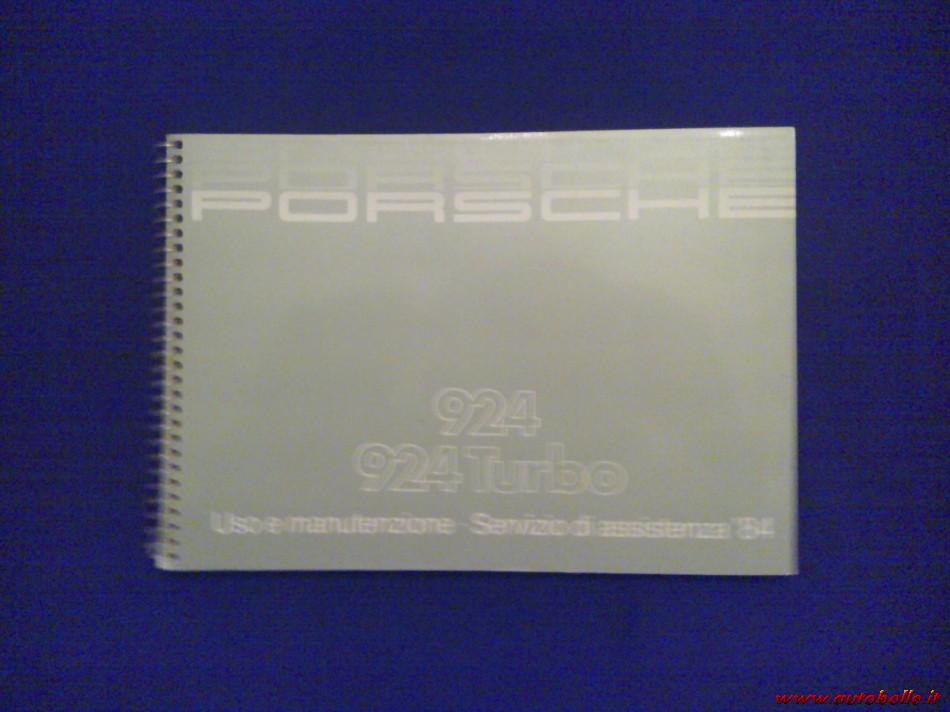 PORSCHE
PORSCHE
924
924 Turbo
Uso e manutenzione Servizio di assistenza '84
www.autobelle.it